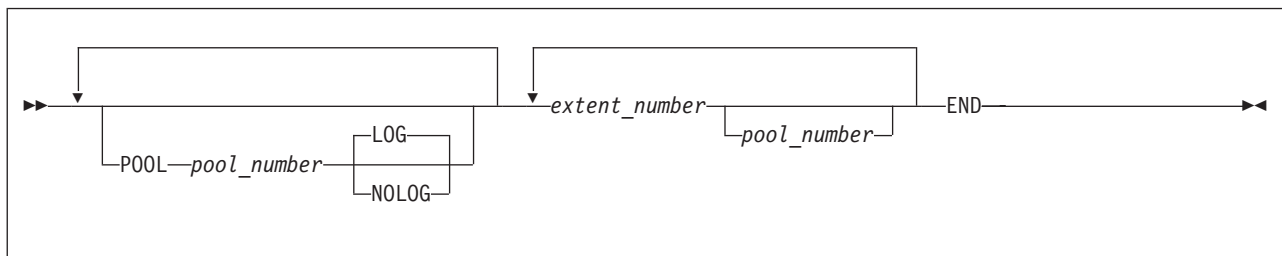 extent_number END
pool_number
LOG
POOL pool_number
NOLOG